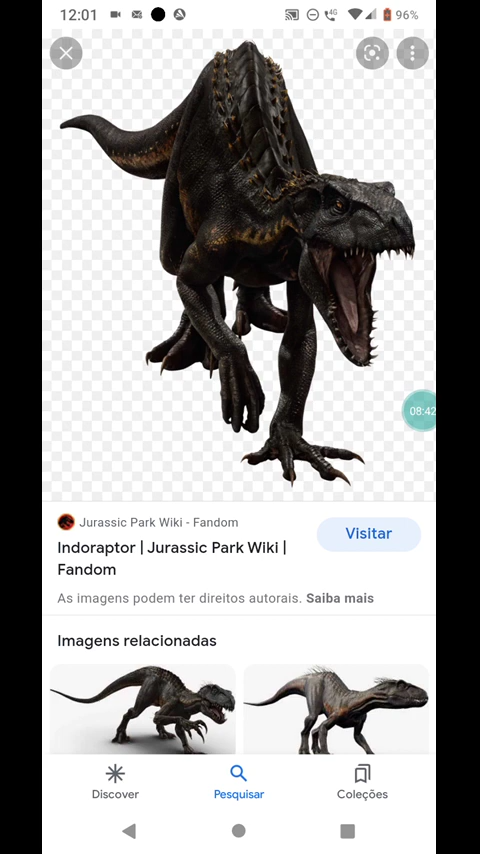 12:01
4G
96%
08:42
Jurassic Park Wiki - Fandom
Indoraptor | Jurassic Park Wiki |
Fandom
Visitar
As imagens podem ter direitos autorais. Saiba mais
Imagens relacionadas
Discover
Pesquisar
Coleções